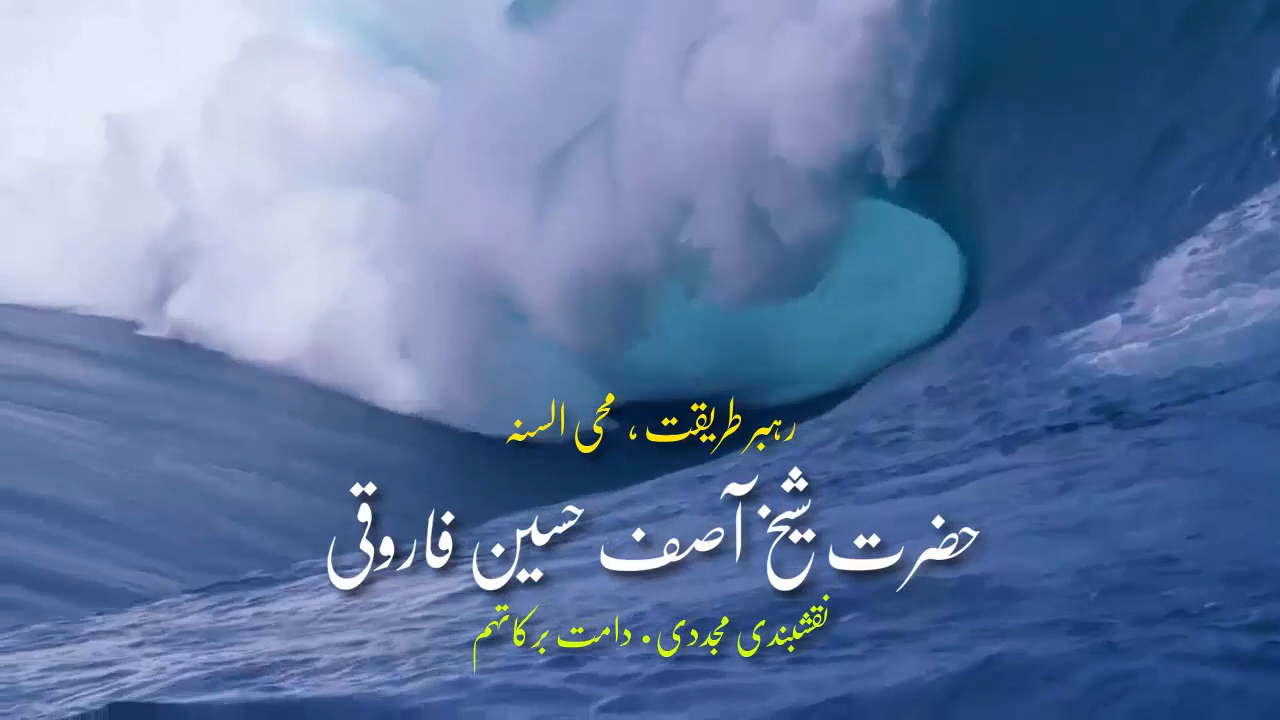 رہبر طریقت، محی السنہ
حضرت شیخ آصف حسین فاروقی
نقشبندی مجددی. دامت برکاتہم